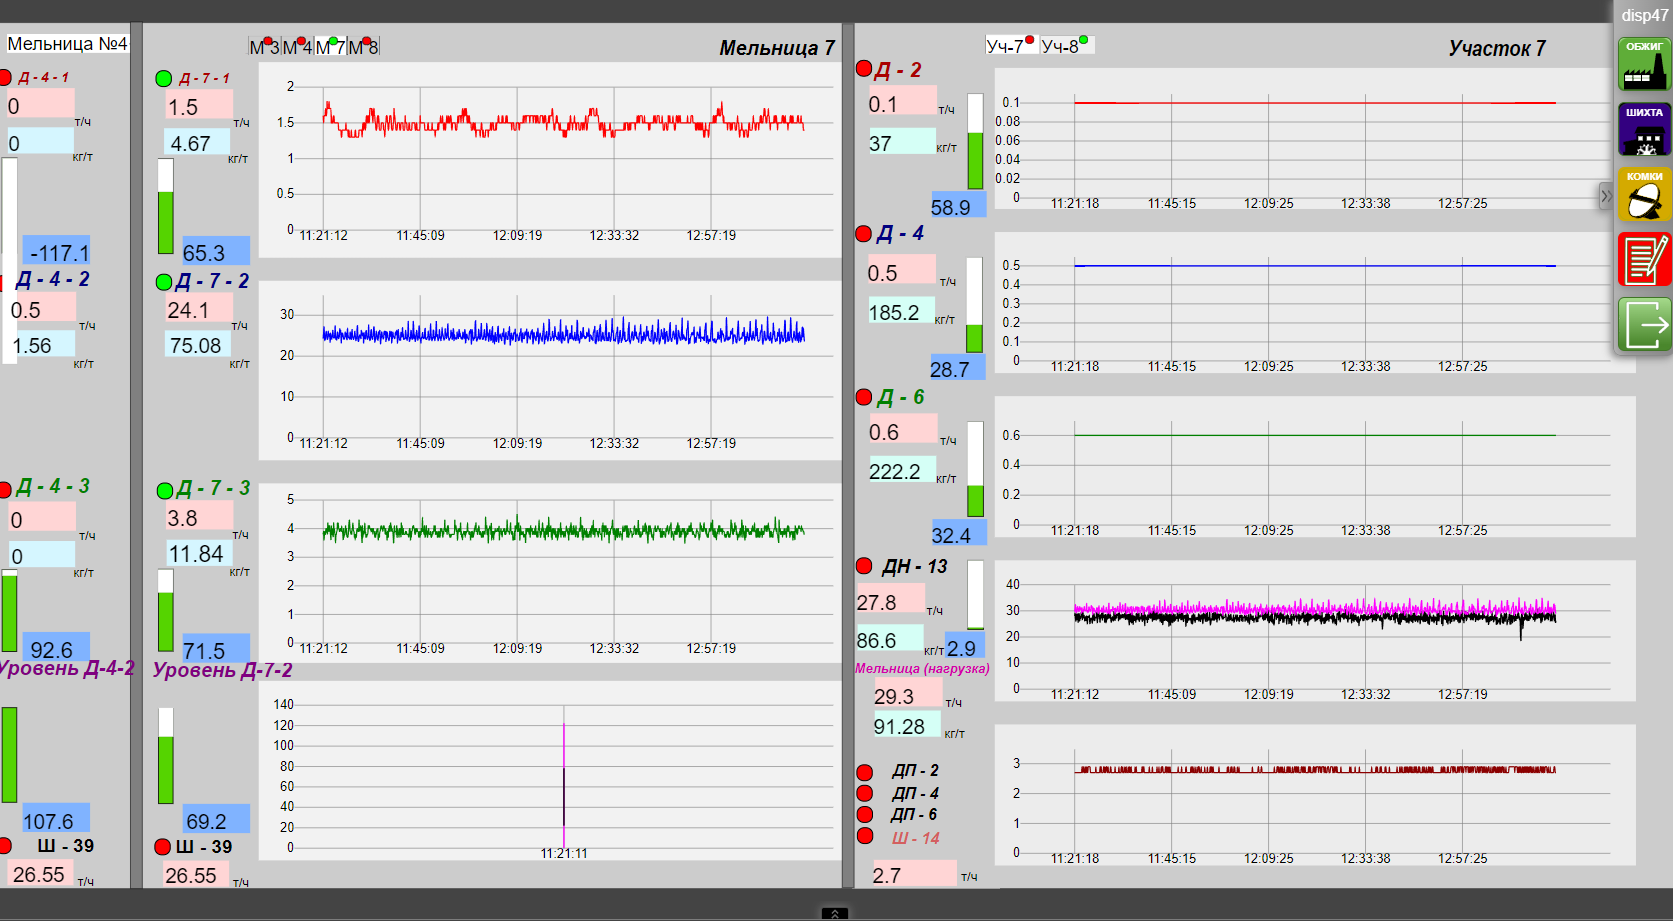 disp47
Мельница №4
М 3 М 4 М 7 М 8
Мельница 7
Уч-7 Уч-8
Участок 7
ОБЖИГ
ШИХТА
КОМКИ
Д - 4 - 1
0
т/ч
0
кг/т
-117.1
Д - 4 - 2
0.5
т/ч
1.56
кг/т
Д - 4 - 3
0
т/ч
0
кг/т
92.6
Уровень Д-4-2
107.6
Ш - 39
26.55
т/ч
Д - 7 - 1
1.5
т/ч
4.67
кг/т
65.3
2
1.5
1
0.5
0
11:21:12 11:45:09 12:09:19 12:33:32 12:57:19
Д - 7 - 2
24.1
т/ч
75.08
кг/т
30
20
10
0
11:21:12 11:45:09 12:09:19 12:33:32 12:57:19
Д - 7 - 3
3.8
т/ч
11.84
кг/т
71.5
5
4
3
2
1
0
11:21:12 11:45:09 12:09:19 12:33:32 12:57:19
Уровень Д-7-2
69.2
140
120
100
80
60
40
20
0
11:21:11
Ш - 39
26.55
т/ч
Д - 2
0.1
т/ч
37
кг/т
58.9
0.1
0.08
0.06
0.04
0.02
0
11:21:18 11:45:15 12:09:25 12:33:38 12:57:25
Д - 4
0.5
т/ч
185.2
кг/т
28.7
0.5
0.4
0.3
0.2
0.1
0
11:21:18 11:45:15 12:09:25 12:33:38 12:57:25
Д - 6
0.6
т/ч
222.2
кг/т
32.4
0.6
0.4
0.2
0
11:21:18 11:45:15 12:09:25 12:33:38 12:57:25
ДН - 13
27.8
т/ч
86.6
кг/т
2.9
40
30
20
10
0
11:21:12 11:45:09 12:09:19 12:33:32 12:57:19
Мельница (нагрузка)
29.3
т/ч
91.28
кг/т
ДП - 2
ДП - 4
ДП - 6
Ш - 14
2.7
т/ч
3
2
1
0
11:21:18 11:45:15 12:09:25 12:33:38 12:57:25